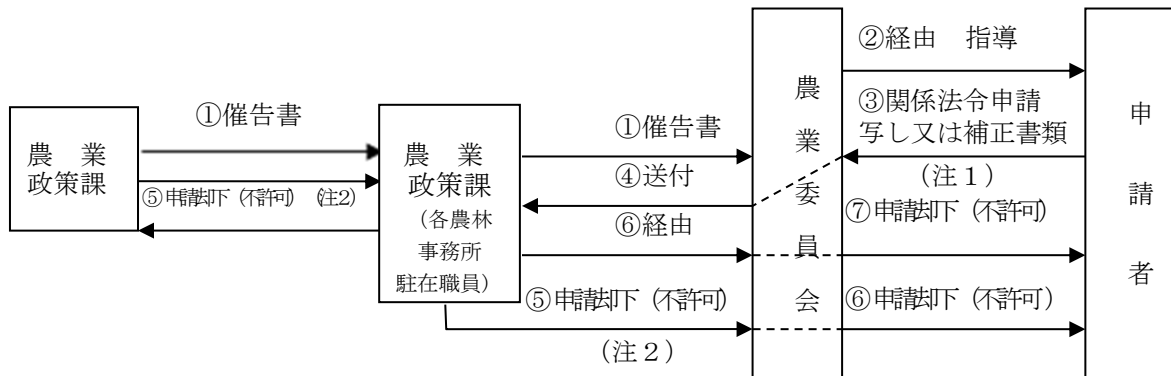 農　業
政策課
①催告書
⑤申請却下（不許可）（注2）
農　業
政策課
（各農林
事務所
駐在職員）
①催告書
④送付
⑥経由
⑤申請却下（不許可）
（注２）
農業委員会
②経由　指導
③関係法令申請
写し又は補正書類
（注１）
⑦申請却下（不許可）
⑥申請却下（不許可）
申請者